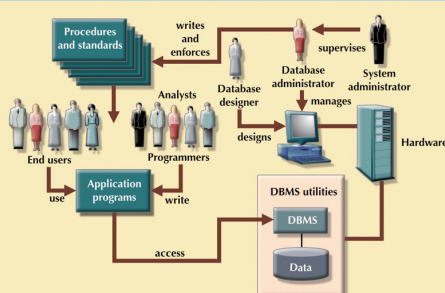 Procedures
and standards
writes
and
enforces
supervises
System
administrator
Database
administrator
manages
Database
designer
designs
Hardware
Analysts
End users
Programmers
use
Application
programs
write
access
DBMS utilities
DBMS
Data